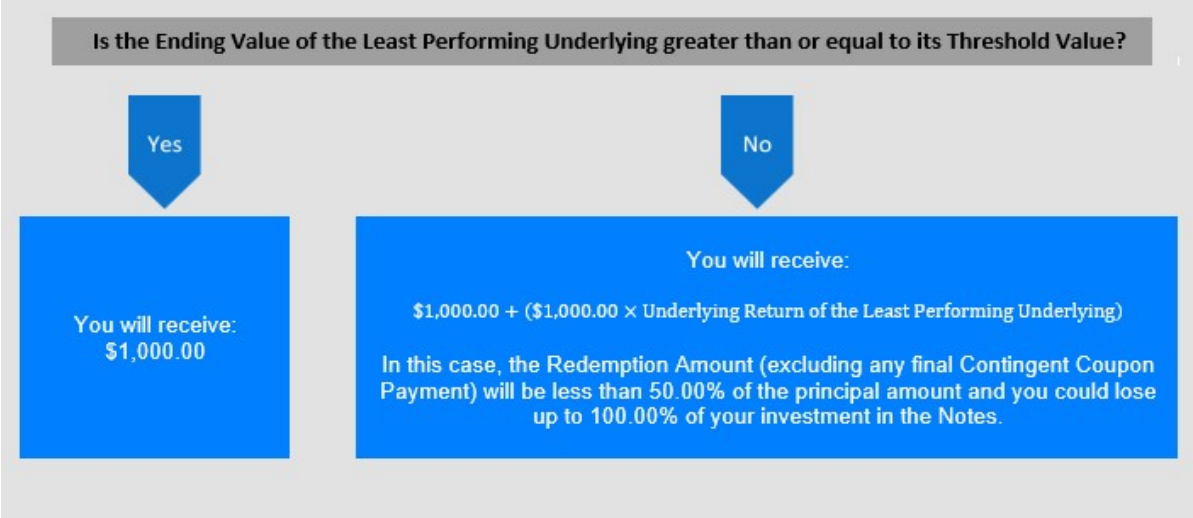 Is the Ending Value of the Least Performing Underlying greater than or equal to its Threshold Value?
Yes
No
You will receive:
$1,000.00
You will receive:
$1,000.00 + ($1,000.00 × Underlying Return of the Least Performing Underlying)
In this case, the Redemption Amount (excluding any final Contingent Coupon
Payment) will be less than 50.00% of the principal amount and you could lose
up to 100.00% of your investment in the Notes.